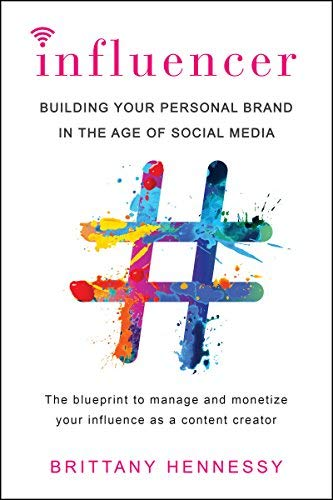 influencer
BUILDING YOUR PERSONAL BRAND
IN THE AGE OF SOCIAL MEDIA
#
The blueprint to manage and monetize
your influence as a content creator
BRITTANY HENNESSY